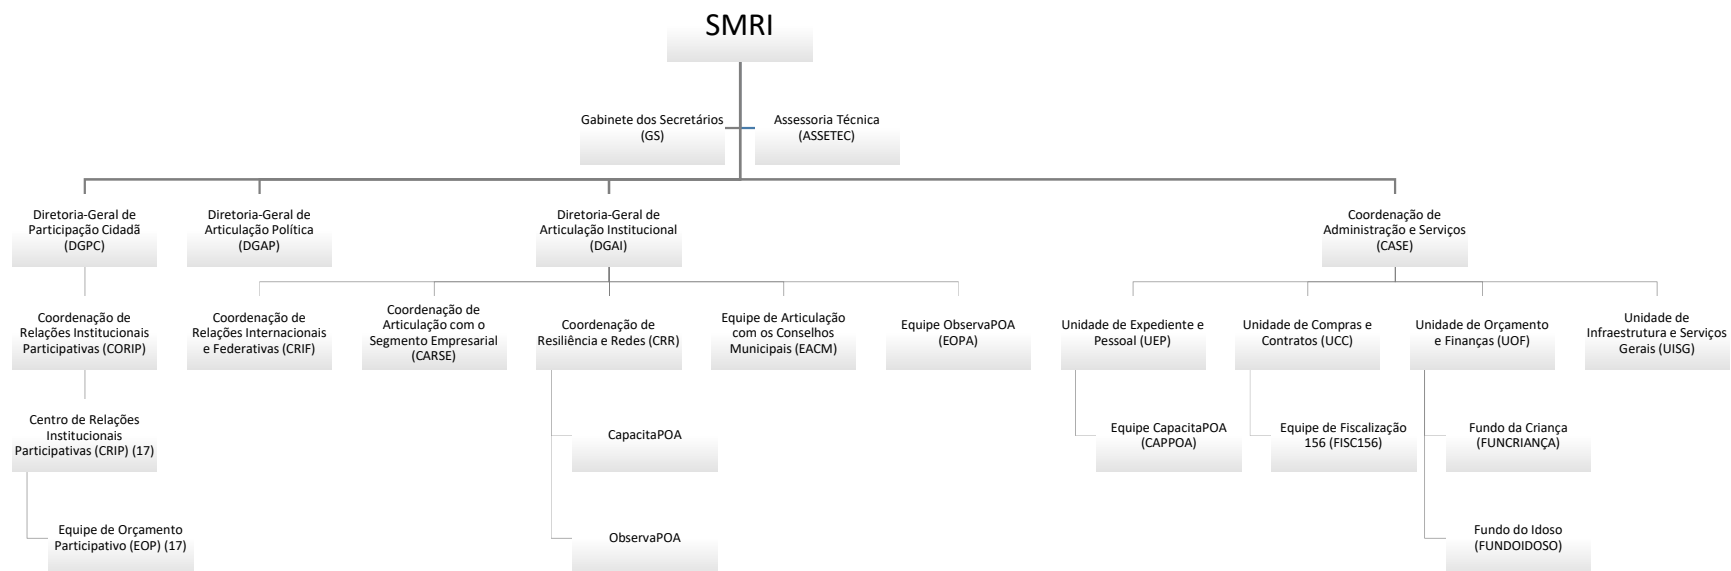 SMRI
Gabinete dos Secretários
(GS)
Assessoria Técnica
(ASSETEC)
Diretoria-Geral de
Participação Cidadã
(DGPC)
Diretoria-Geral de
Articulação Política
(DGAP)
Diretoria-Geral de
Articulação Institucional
(DGAI)
Coordenação de
Administração e Serviços
(CASE)
Coordenação de
Relações Institucionais
Participativas (CORIP)
Coordenação de
Relações Internacionais
e Federativas (CRIF)
Coordenação de
Articulação com o
Segmento Empresarial
(CARSE)
Coordenação de
Resiliência e Redes (CRR)
Equipe de Articulação
com os Conselhos
Municipais (EACM)
Equipe ObservaPOA
(EOPA)
Unidade de Expediente e
Pessoal (UEP)
Unidade de Compras e
Contratos (UCC)
Unidade de Orçamento
e Finanças (UOF)
Unidade de
Infraestrutura e Serviços
Gerais (UISG)
Centro de Relações
Institucionais
Participativas (CRIP) (17)
CapacitaPOA
Equipe CapacitaPOA
(CAPPOA)
Equipe de Fiscalização
156 (FISC156)
Fundo da Criança
(FUNCRIANÇA)
Equipe de Orçamento
Participativo (EOP) (17)
ObservaPOA
Fundo do Idoso
(FUNDOIDOSO)